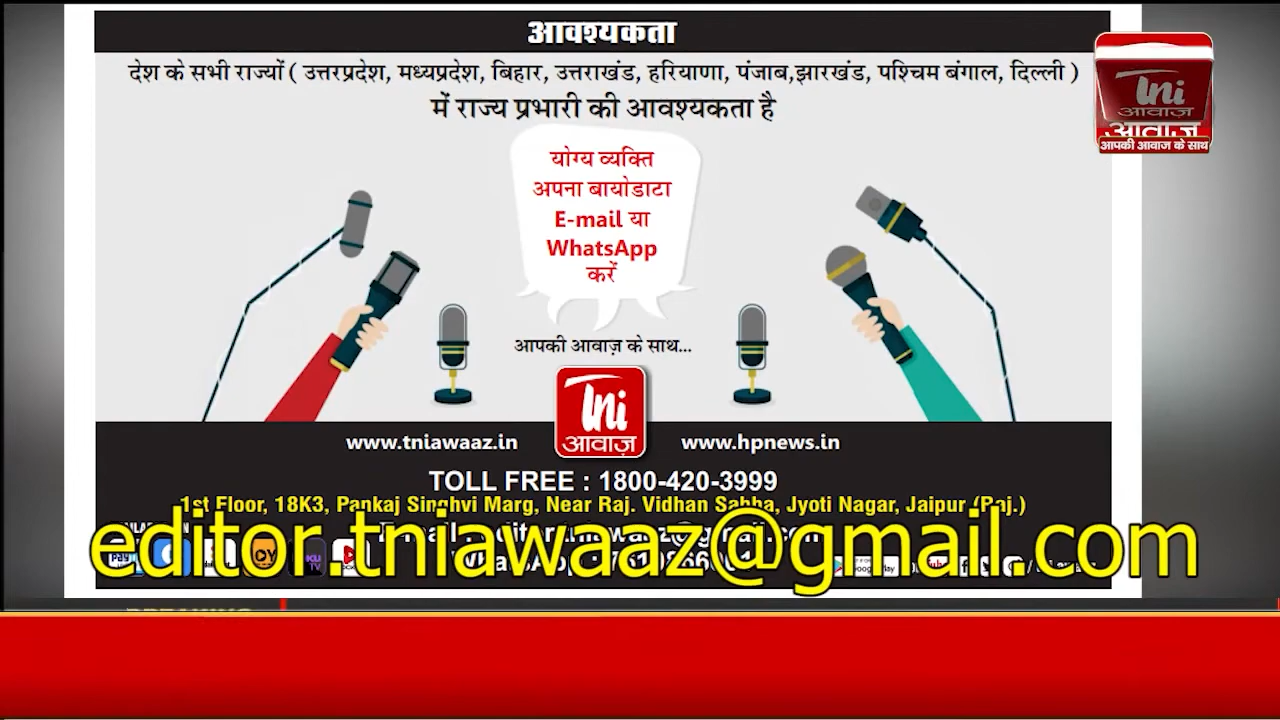 आवश्यकता
देश के सभी राज्यों ( उत्तरप्रदेश, मध्यप्रदेश, बिहार, उत्तराखंड, हरियाणा, पंजाब,झारखंड, पश्चिम बंगाल, दिल्ली )
में राज्य प्रभारी की आवश्यकता है
Tni
आवाज़
आवाज़
आपकी आवाज के साथ
योग्य व्यक्ति
अपना बायोडाटा
E-mail या
WhatsApp
करें
आपकी आवाज़ के साथ...
Tni
आवाज़
www.tniawaaz.in
www.hpnews.in
TOLL FREE : 1800-420-3999
1st Floor, 18K3, Pankaj Singhvi Marg, Near Raj. Vidhan Sabha, Jyoti Nagar, Jaipur (Raj.)
editor.tniawaaz@gmail.com